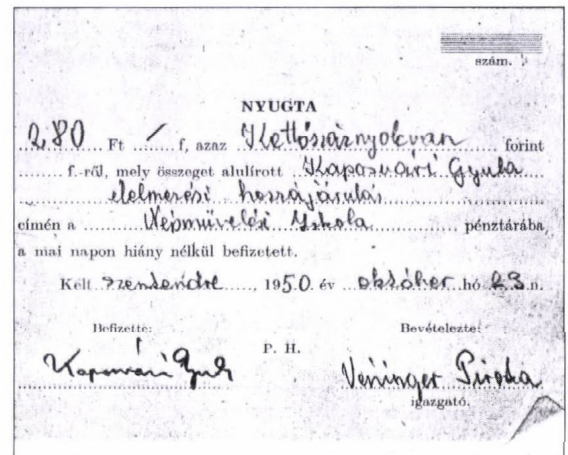 szám.
NYUGTA
280 Ft / f, azaz Kettőszáznyolcvan forint
f.-ről, mely összeget alulírott Kaposvári Gyula
élelmezési hozzájárulás
címén a Népművelési Iskola pénztárába
a mai napon hiány nélkül befizetett.
Kelt Szentendre, 1950. év október hó 23 n.
Befizette: Bevételezte:
P. H.
Kaposvári Gyula Veninger Piroska
igazgató.